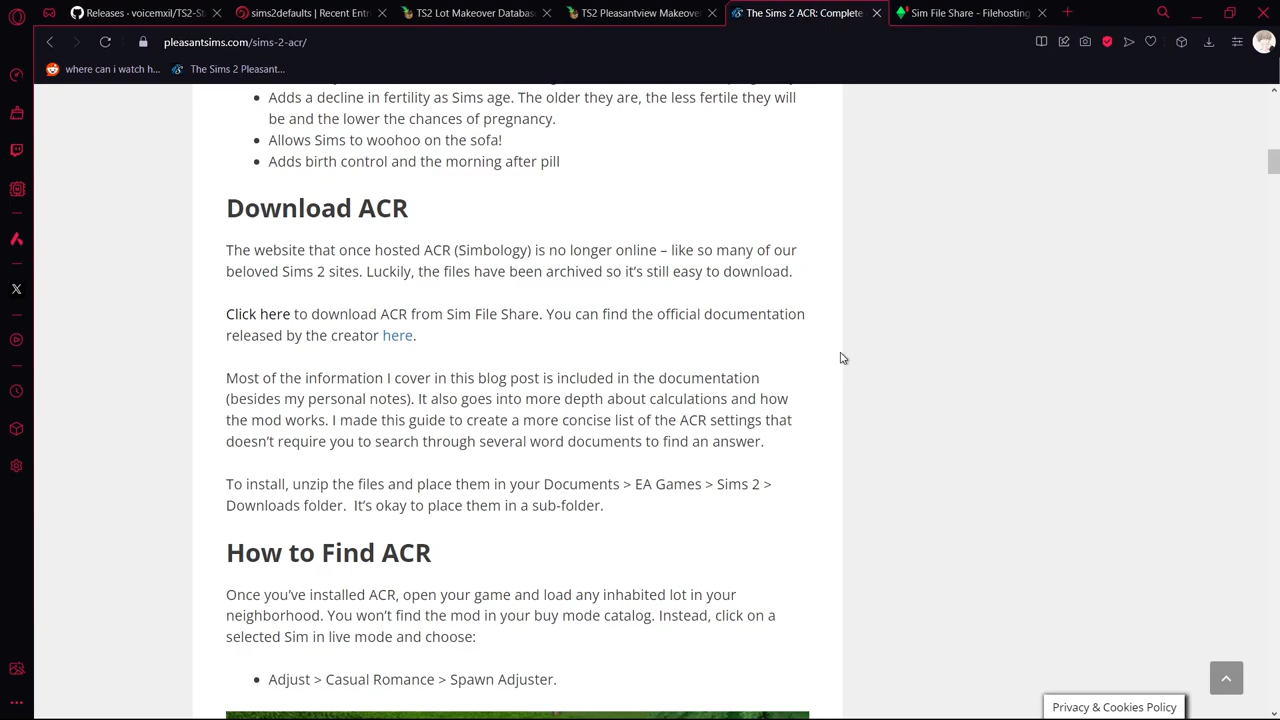 Releases · voicemxil/TS2-St
sims2defaults | Recent Entri
TS2 Lot Makeover Databas
TS2 Pleasantview Makeove
The Sims 2 ACR: Complete
Sim File Share - Filehosting
pleasantsims.com/sims-2-acr/
where can i watch h...
The Sims 2 Pleasant...
• Adds a decline in fertility as Sims age. The older they are, the less fertile they will
be and the lower the chances of pregnancy.
• Allows Sims to woohoo on the sofa!
• Adds birth control and the morning after pill
Download ACR
The website that once hosted ACR (Simbology) is no longer online – like so many of our
beloved Sims 2 sites. Luckily, the files have been archived so it's still easy to download.
Click here to download ACR from Sim File Share. You can find the official documentation
released by the creator here.
Most of the information I cover in this blog post is included in the documentation
(besides my personal notes). It also goes into more depth about calculations and how
the mod works. I made this guide to create a more concise list of the ACR settings that
doesn't require you to search through several word documents to find an answer.
To install, unzip the files and place them in your Documents > EA Games > Sims 2 >
Downloads folder.  It's okay to place them in a sub-folder.
How to Find ACR
Once you've installed ACR, open your game and load any inhabited lot in your
neighborhood. You won't find the mod in your buy mode catalog. Instead, click on a
selected Sim in live mode and choose:
• Adjust > Casual Romance > Spawn Adjuster.
Privacy & Cookies Policy